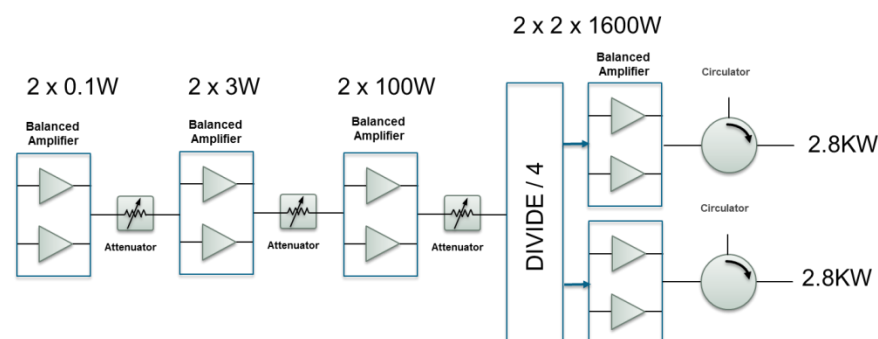 2 x 2 x 1600W
2 x 0.1W
2 x 3W
2 x 100W
Balanced
Amplifier
Balanced
Amplifier
Balanced
Amplifier
Balanced
Amplifier
Circulator
2.8KW
Attenuator
Attenuator
Attenuator
DIVIDE / 4
Circulator
2.8KW